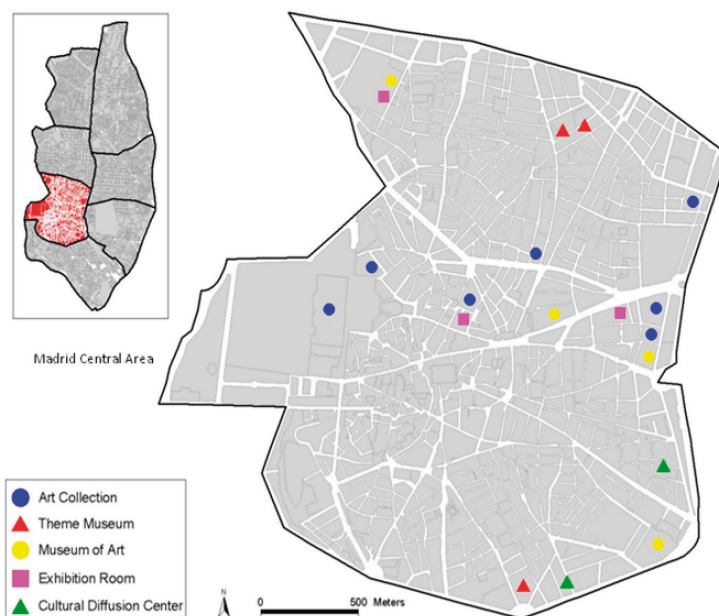 Madrid Central Area
Art Collection
Theme Museum
Museum of Art
Exhibition Room
Cultural Diffusion Center
N
0 500 Meters